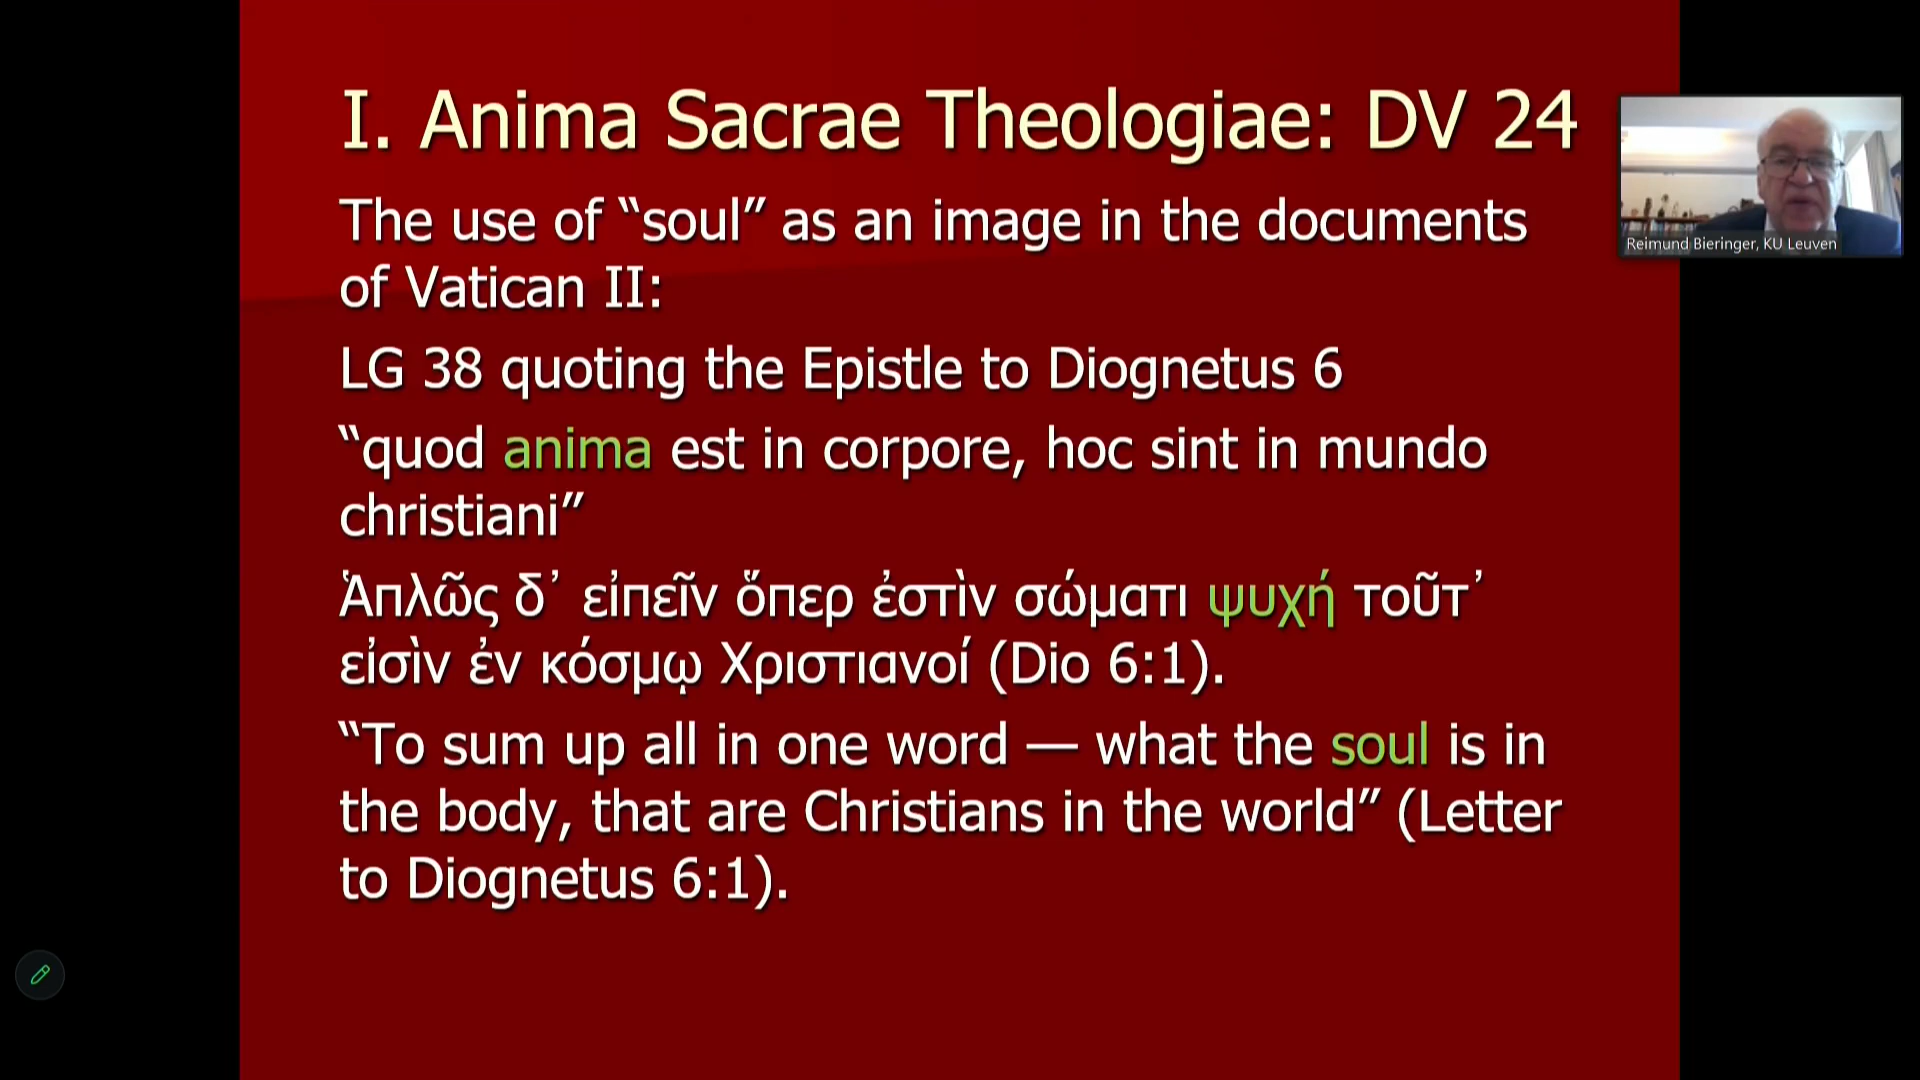 I. Anima Sacrae Theologiae: DV 24
The use of “soul” as an image in the documents
of Vatican II:
LG 38 quoting the Epistle to Diognetus 6
“quod anima est in corpore, hoc sint in mundo
christiani”
Ἁπλῶς δ᾽ εἰπεῖν ὅπερ ἐστὶν σώματι ψυχή τοῦτ᾽
εἰσὶν ἐν κόσμῳ Χριστιανοί (Dio 6:1).
“To sum up all in one word — what the soul is in
the body, that are Christians in the world” (Letter
to Diognetus 6:1).
Reimund Bieringer, KU Leuven